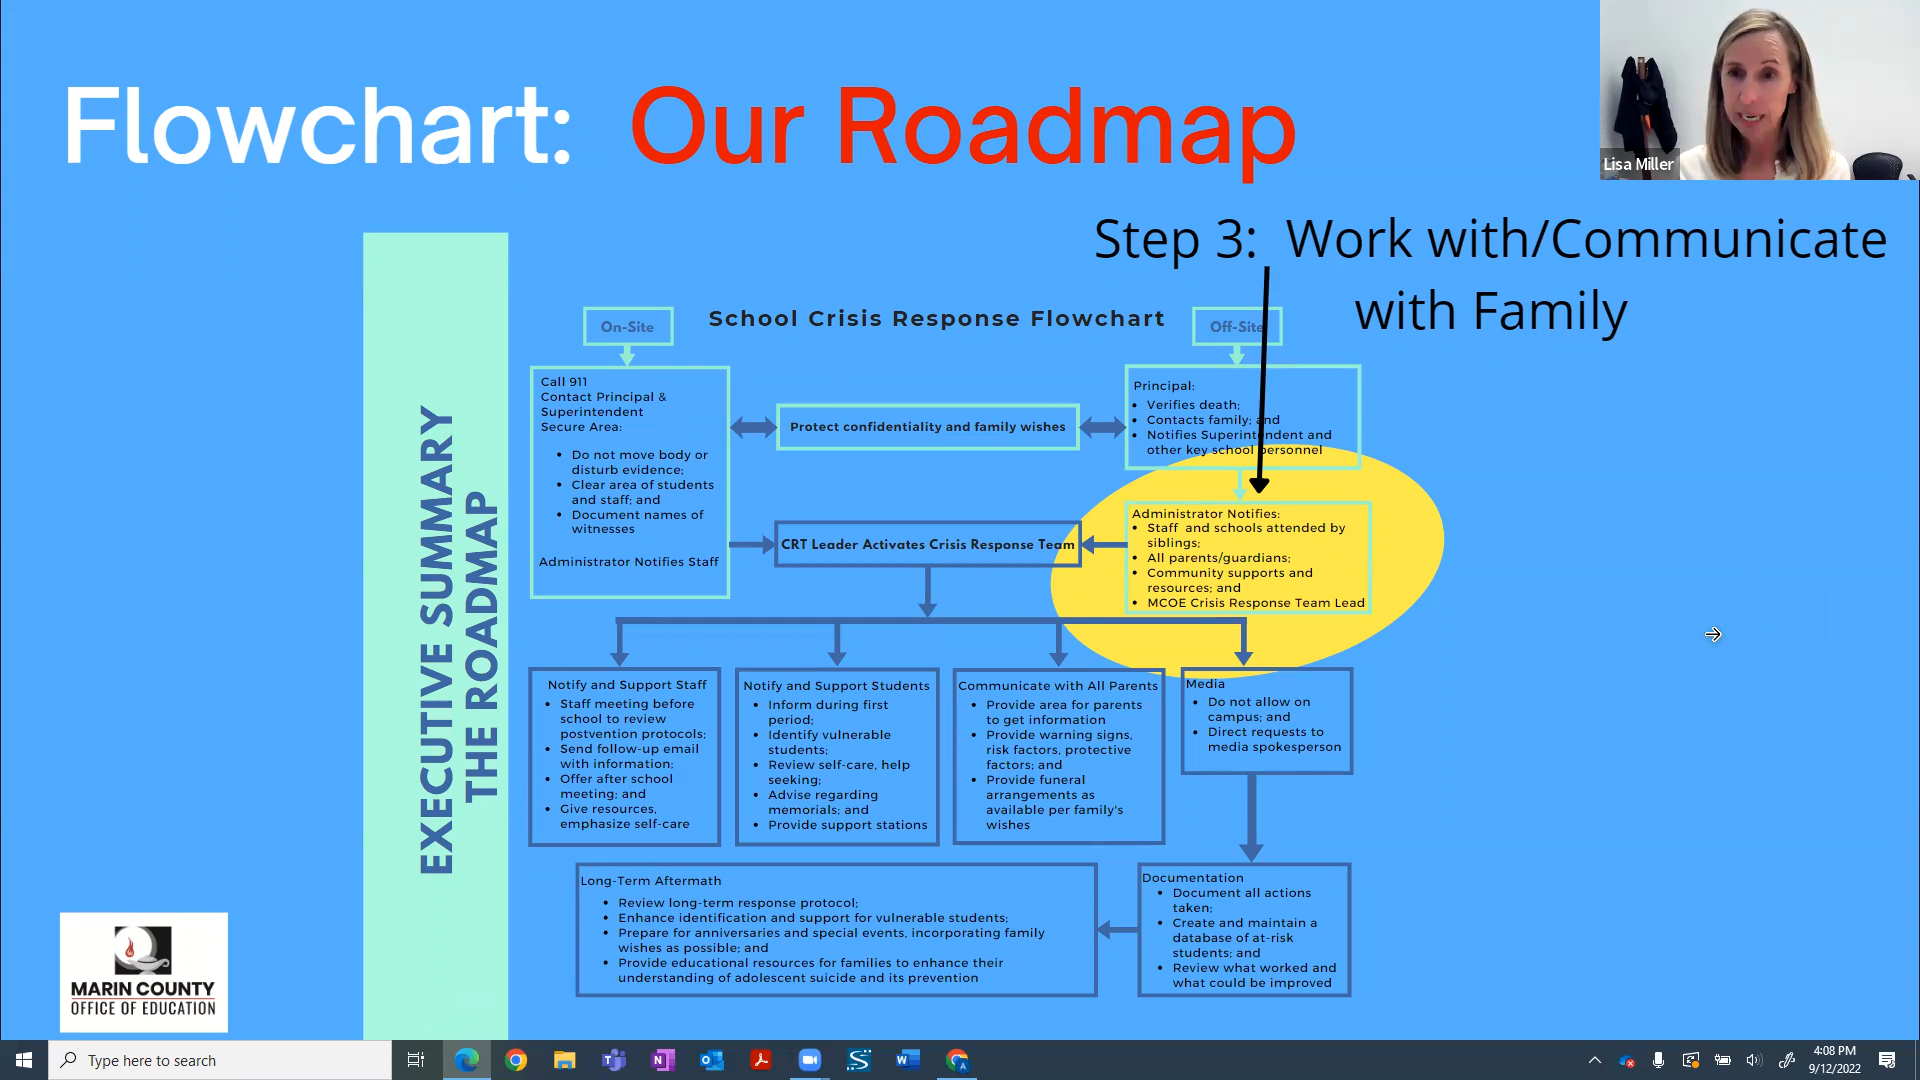 Flowchart: Our Roadmap
Lisa Miller
Step 3: Work with/Communicate
with Family
EXECUTIVE SUMMARY
THE ROADMAP
School Crisis Response Flowchart
On-Site
Off-Site
Call 911
Contact Principal &
Superintendent
Secure Area:
• Do not move body or
disturb evidence;
• Clear area of students
and staff; and
• Document names of
witnesses
Administrator Notifies Staff
Protect confidentiality and family wishes
Principal:
• Verifies death;
• Contacts family; and
• Notifies Superintendent and
other key school personnel
CRT Leader Activates Crisis Response Team
Administrator Notifies:
• Staff and schools attended by
siblings;
• All parents/guardians;
• Community supports and
resources; and
• MCOE Crisis Response Team Lead
Notify and Support Staff
• Staff meeting before
school to review
postvention protocols;
• Send follow-up email
with information;
• Offer after school
meeting; and
• Give resources,
emphasize self-care
Notify and Support Students
• Inform during first
period;
• Identify vulnerable
students;
• Review self-care, help
seeking;
• Advise regarding
memorials; and
• Provide support stations
Communicate with All Parents
• Provide area for parents
to get information
• Provide warning signs,
risk factors, protective
factors; and
• Provide funeral
arrangements as
available per family's
wishes
Media
• Do not allow on
campus; and
• Direct requests to
media spokesperson
Long-Term Aftermath
• Review long-term response protocol;
• Enhance identification and support for vulnerable students;
• Prepare for anniversaries and special events, incorporating family
wishes as possible; and
• Provide educational resources for families to enhance their
understanding of adolescent suicide and its prevention
Documentation
• Document all actions
taken;
• Create and maintain a
database of at-risk
students; and
• Review what worked and
what could be improved
MARIN COUNTY
OFFICE OF EDUCATION
Type here to search
4:08 PM
9/12/2022